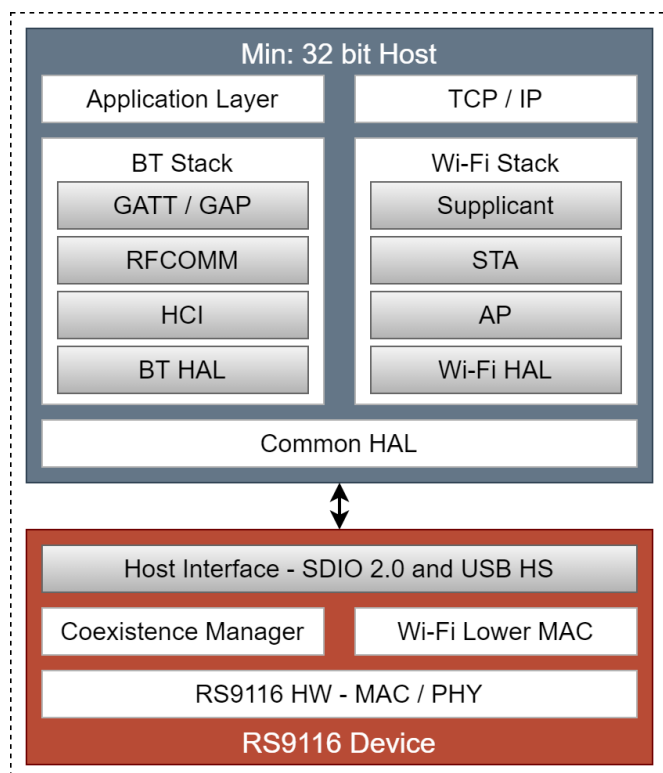 Min: 32 bit Host
Application Layer
TCP / IP
BT Stack
GATT / GAP
RFCOMM
HCI
BT HAL
Wi-Fi Stack
Supplicant
STA
AP
Wi-Fi HAL
Common HAL
Host Interface - SDIO 2.0 and USB HS
Coexistence Manager
Wi-Fi Lower MAC
RS9116 HW - MAC / PHY
RS9116 Device